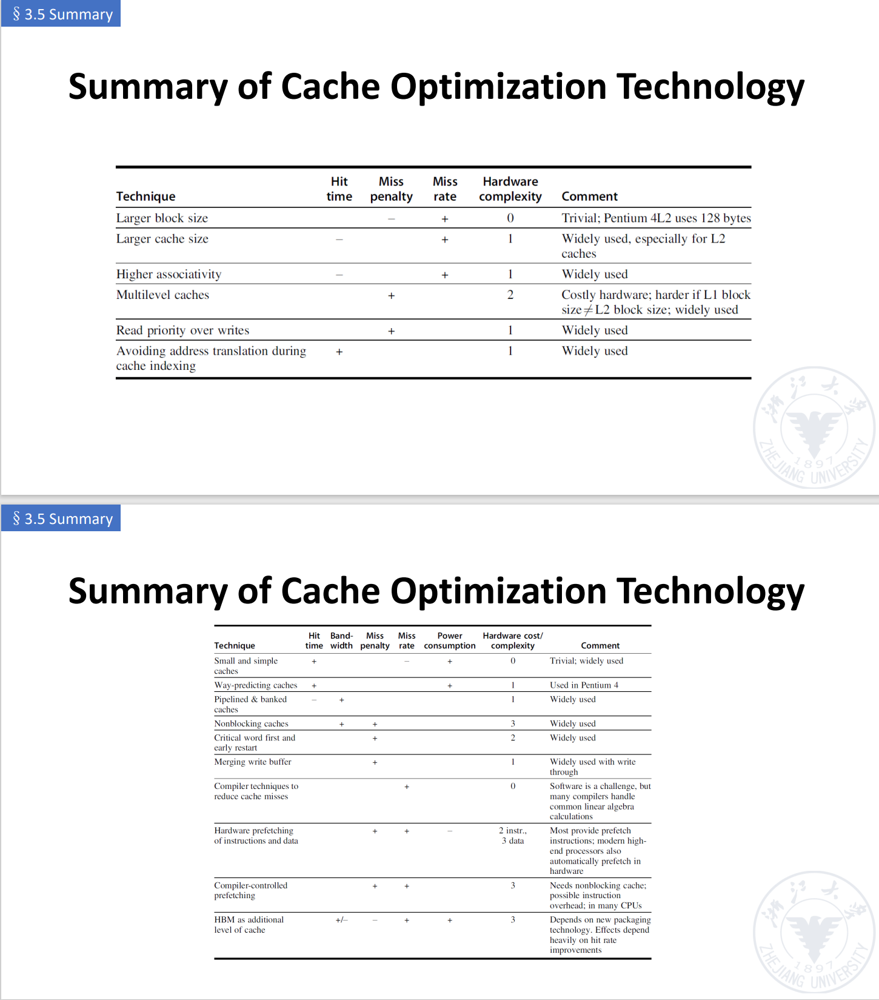 § 3.5 Summary
Summary of Cache Optimization Technology
Technique Hit time Miss penalty Miss rate Hardware complexity Comment
Larger block size – + 0 Trivial; Pentium 4L2 uses 128 bytes
Larger cache size – + 1 Widely used, especially for L2
caches
Higher associativity – + 1 Widely used
Multilevel caches + 2 Costly hardware; harder if L1 block
size≠L2 block size; widely used
Read priority over writes + 1 Widely used
Avoiding address translation during + 1 Widely used
cache indexing
浙江大学
1897
ZHEJIANG UNIVERSITY
§ 3.5 Summary
Summary of Cache Optimization Technology
Technique Hit time Band-width Miss penalty Miss rate Power consumption Hardware cost/complexity Comment
Small and simple + – + 0 Trivial; widely used
caches
Way-predicting caches + + 1 Used in Pentium 4
Pipelined & banked – + 1 Widely used
caches
Nonblocking caches + + 3 Widely used
Critical word first and + 2 Widely used
early restart
Merging write buffer + 1 Widely used with write
through
Compiler techniques to + 0 Software is a challenge, but
reduce cache misses many compilers handle
common linear algebra
calculations
Hardware prefetching + + – 2 instr., Most provide prefetch
of instructions and data 3 data instructions; modern high-
end processors also
automatically prefetch in
hardware
Compiler-controlled + + 3 Needs nonblocking cache;
prefetching possible instruction
overhead; in many CPUs
HBM as additional +/– – + + 3 Depends on new packaging
level of cache technology. Effects depend
heavily on hit rate
improvements
浙江大学
1897
ZHEJIANG UNIVERSITY